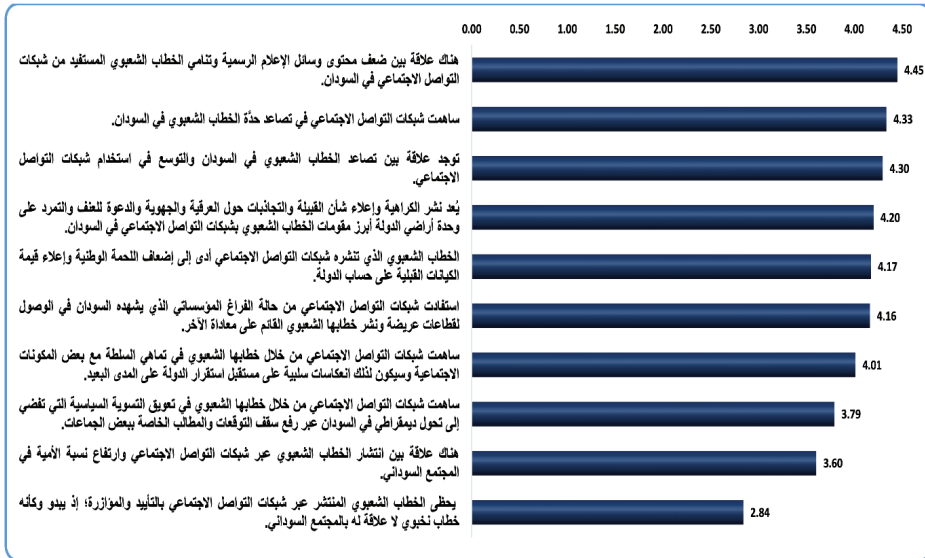 0.00 0.50 1.00 1.50 2.00 2.50 3.00 3.50 4.00 4.50
هناك علاقة بين ضعف محتوى وسائل الإعلام الرسمية وتنامي الخطاب الشعبوي المستفيد من شبكات
التواصل الاجتماعي في السودان.
4.45
ساهمت شبكات التواصل الاجتماعي في تصاعد حدَّة الخطاب الشعبوي في السودان.
4.33
توجد علاقة بين تصاعد الخطاب الشعبوي في السودان والتوسع في استخدام شبكات التواصل
الاجتماعي.
4.30
يُعد نشر الكراهية وإعلاء شأن القبيلة والتجاذبات حول العرقية والجهوية والدعوة للعنف والتمرد على
وحدة أراضي الدولة أبرز مقومات الخطاب الشعبوي بشبكات التواصل الاجتماعي في السودان.
4.20
الخطاب الشعبوي الذي تنشره شبكات التواصل الاجتماعي أدى إلى إضعاف اللحمة الوطنية وإعلاء قيمة
الكيانات القبلية على حساب الدولة.
4.17
استفادت شبكات التواصل الاجتماعي من حالة الفراغ المؤسساتي الذي يشهده السودان في الوصول
لقطاعات عريضة ونشر خطابها الشعبوي القائم على معاداة الآخر.
4.16
ساهمت شبكات التواصل الاجتماعي من خلال خطابها الشعبوي في تماهي السلطة مع بعض المكونات
الاجتماعية وسيكون لذلك انعكاسات سلبية على مستقبل استقرار الدولة على المدى البعيد.
4.01
ساهمت شبكات التواصل الاجتماعي من خلال خطابها الشعبوي في تعويق التسوية السياسية التي تفضي
إلى تحول ديمقراطي في السودان عبر رفع سقف التوقعات والمطالب الخاصة ببعض الجماعات.
3.79
هناك علاقة بين انتشار الخطاب الشعبوي عبر شبكات التواصل الاجتماعي وارتفاع نسبة الأمية في
المجتمع السوداني.
3.60
يحظى الخطاب الشعبوي المنتشر عبر شبكات التواصل الاجتماعي بالتأييد والمؤازرة؛ إذ يبدو وكأنه
خطاب نخبوي لا علاقة له بالمجتمع السوداني.
2.84